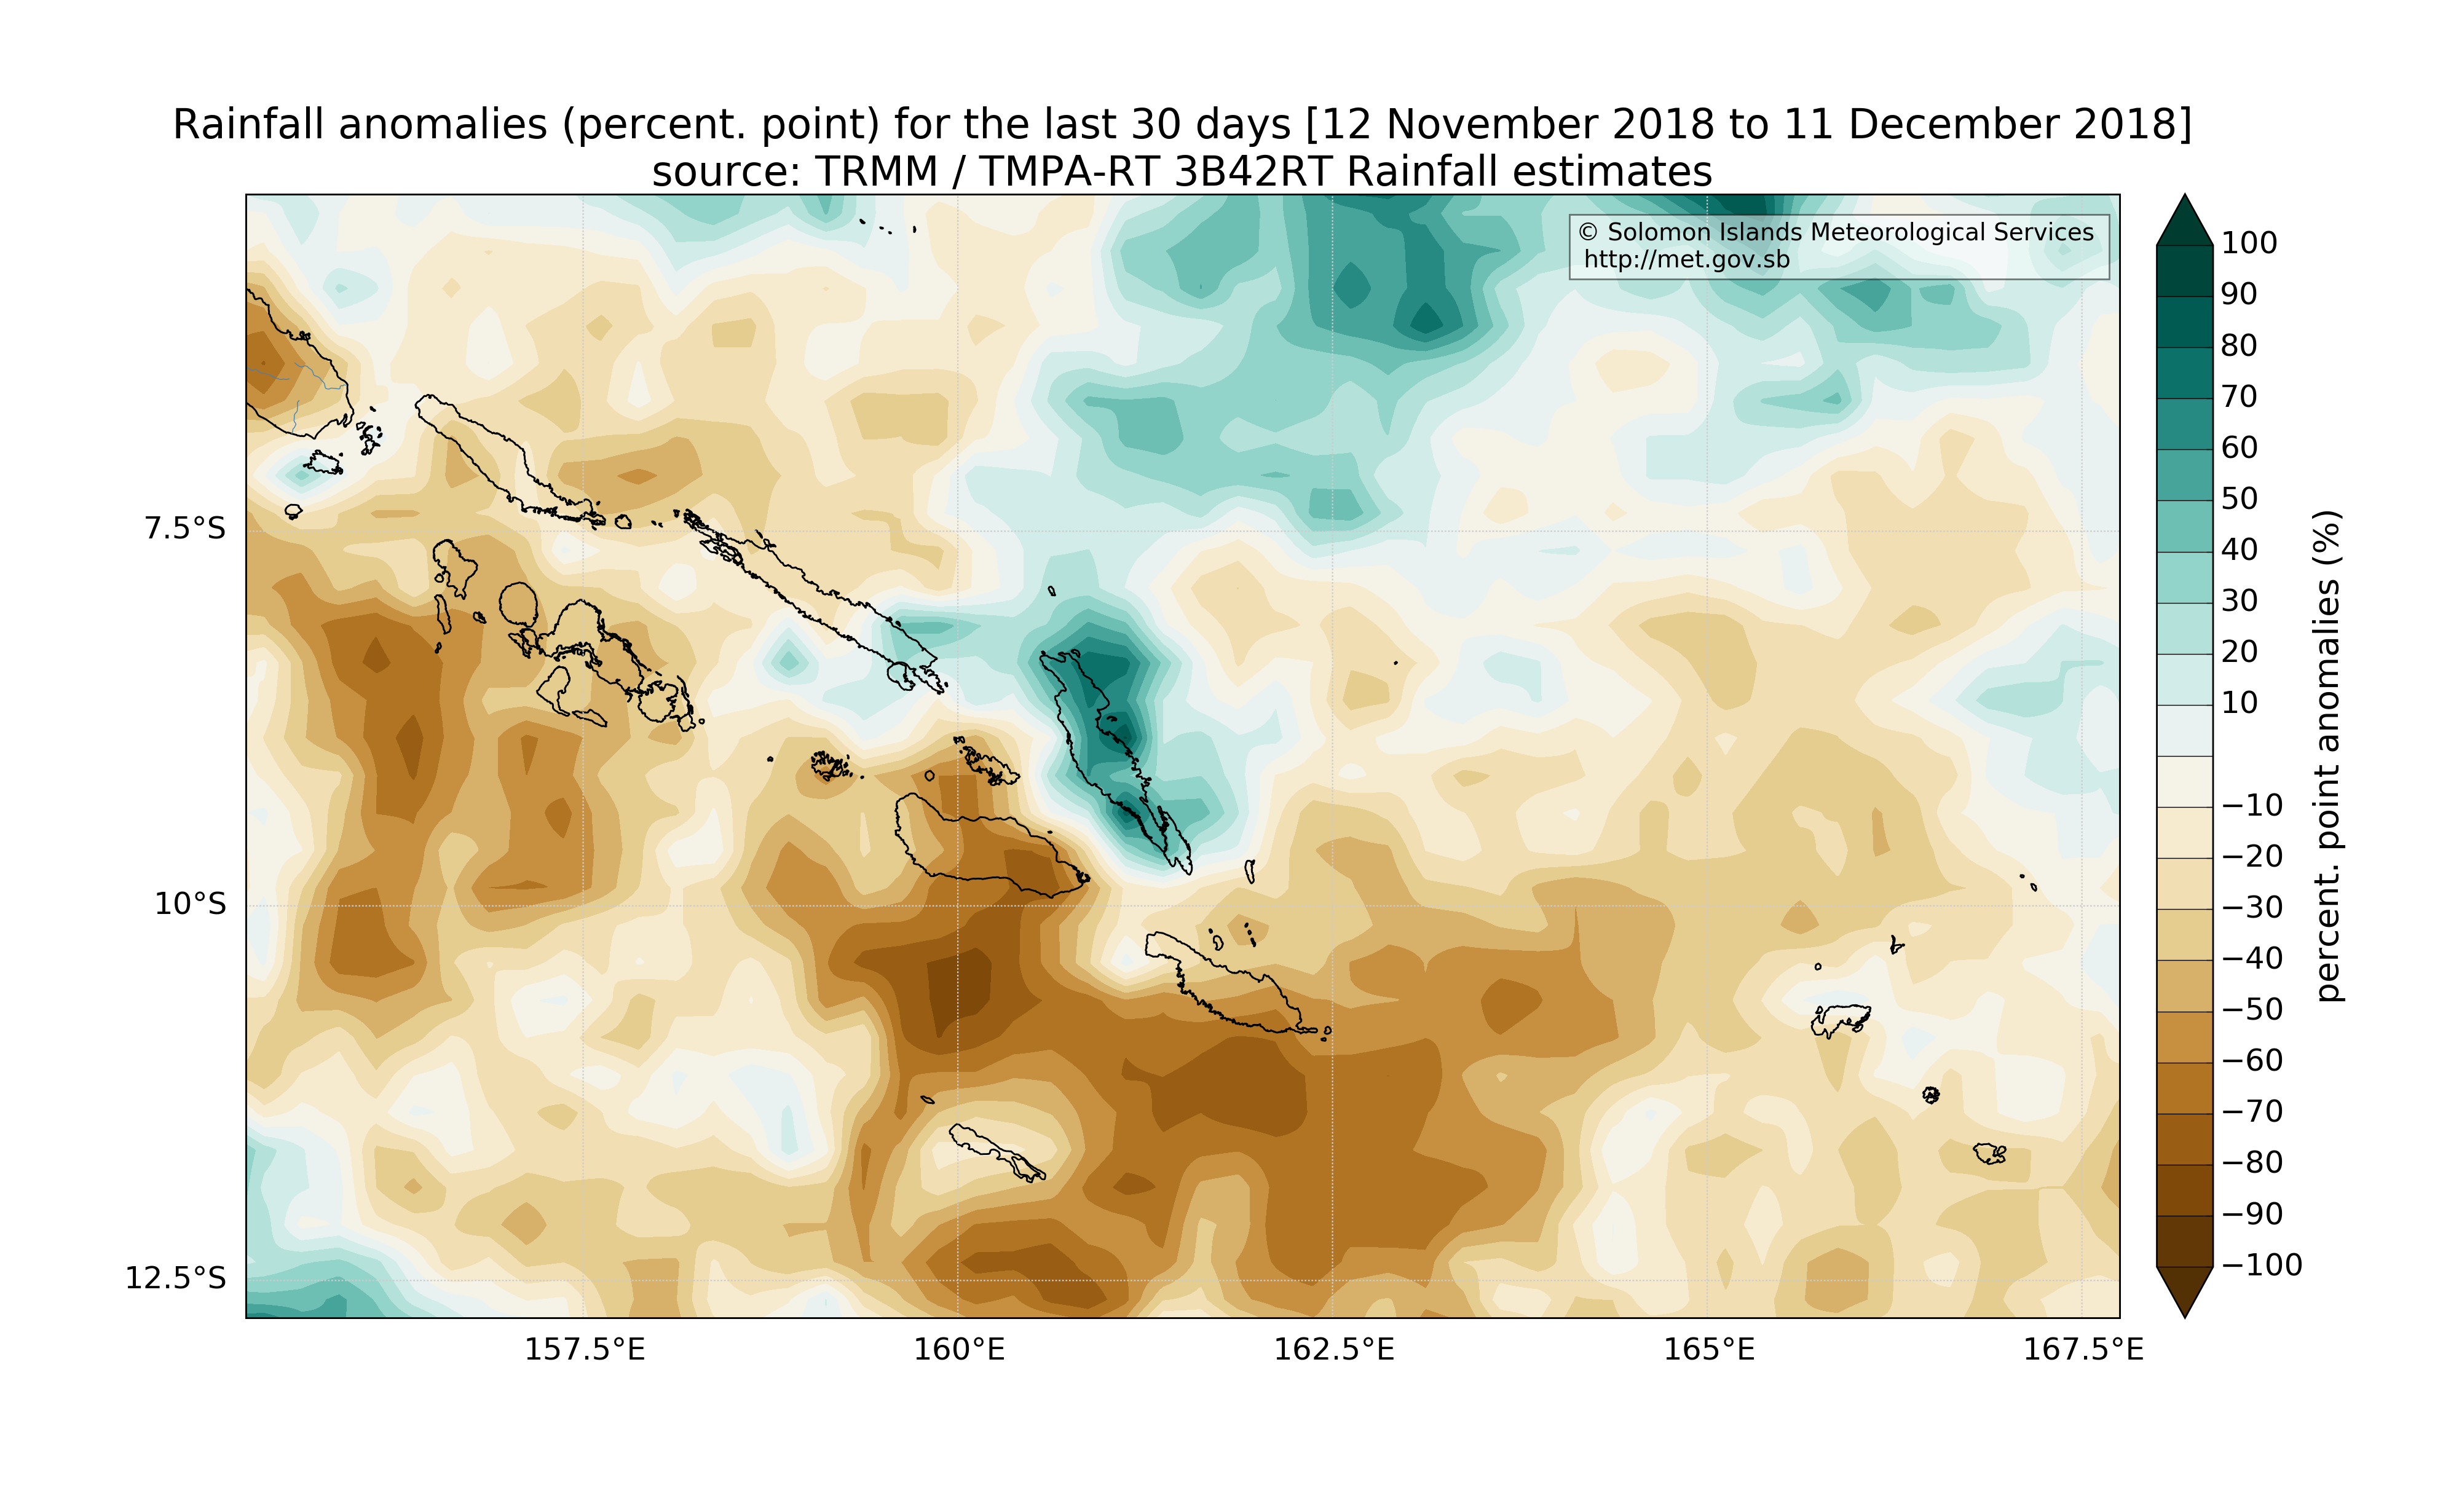 Rainfall anomalies (percent. point) for the last 30 days [12 November 2018 to 11 December 2018]
source: TRMM / TMPA-RT 3B42RT Rainfall estimates
© Solomon Islands Meteorological Services
http://met.gov.sb
7.5°S
10°S
12.5°S
157.5°E
160°E
162.5°E
165°E
167.5°E
100
90
80
70
60
50
40
30
20
10
−10
−20
−30
−40
−50
−60
−70
−80
−90
−100
percent. point anomalies (%)